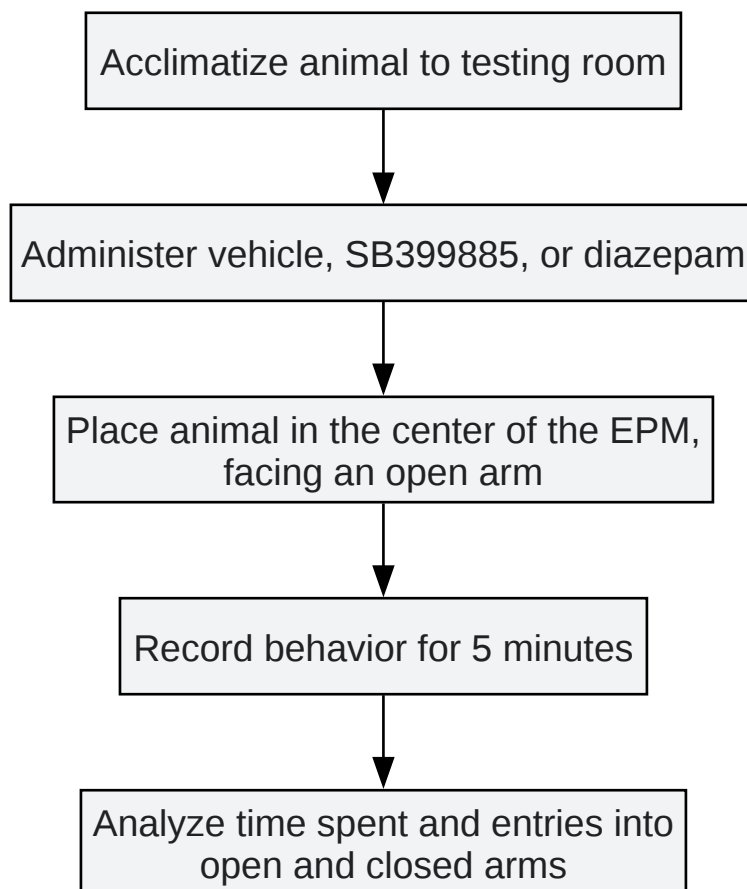 Acclimatize animal to testing room
Administer vehicle, SB399885, or diazepam
Place animal in the center of the EPM,
facing an open arm
Record behavior for 5 minutes
Analyze time spent and entries into
open and closed arms